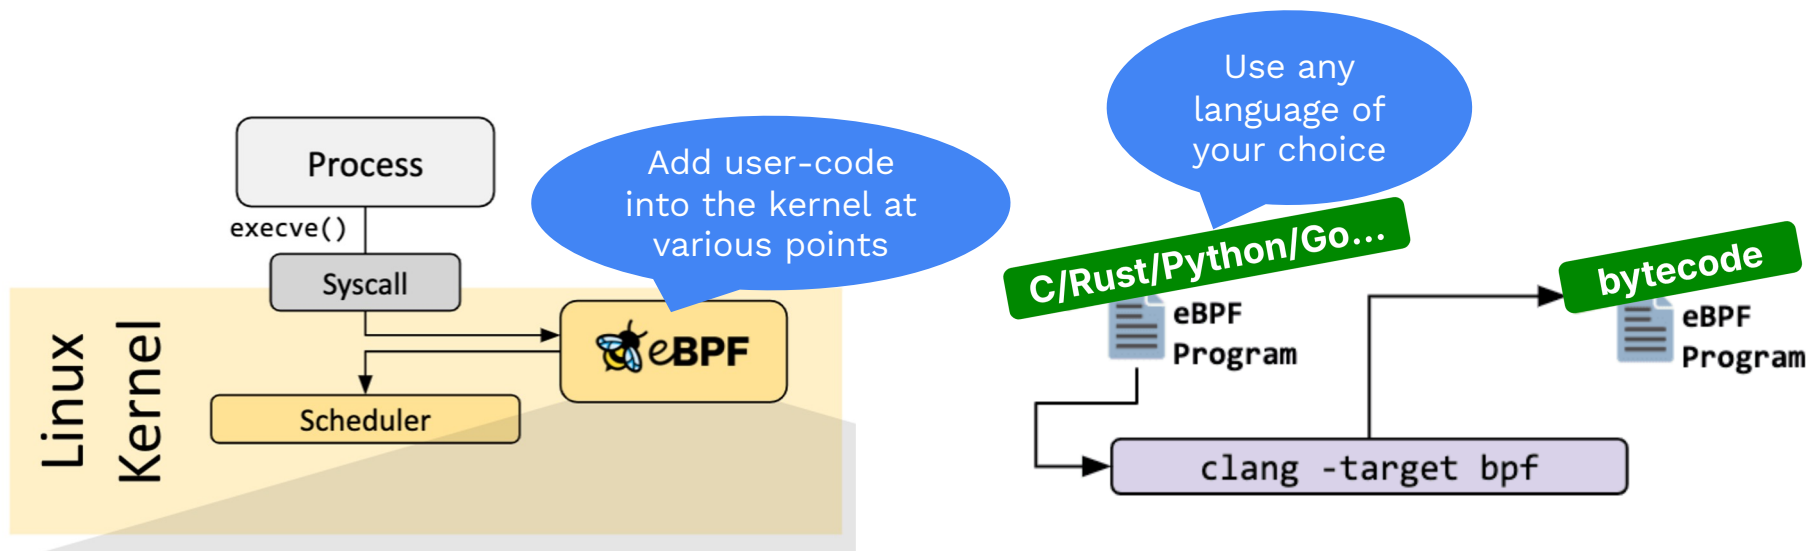 Process
execve()
Syscall
Linux
Kernel
eBPF
Scheduler
Add user-code
into the kernel at
various points
Use any
language of
your choice
C/Rust/Python/Go...
eBPF
Program
clang -target bpf
bytecode
eBPF
Program